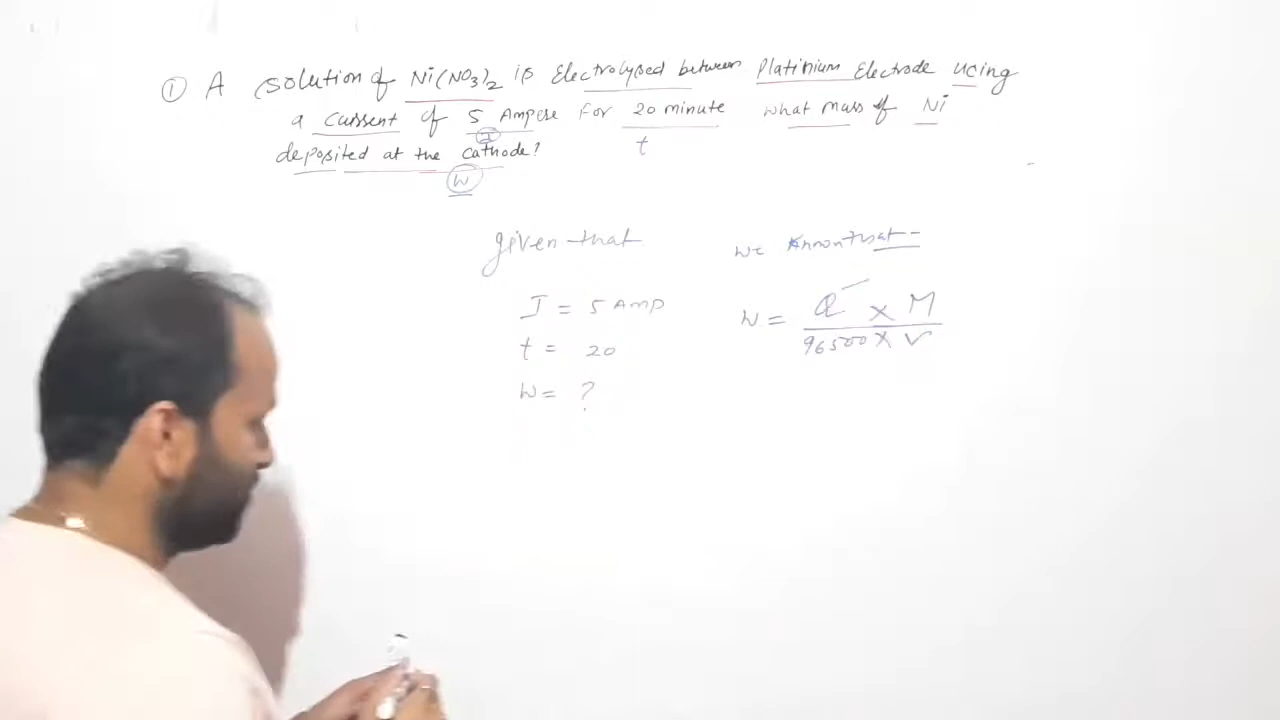 ① A solution of Ni(NO3)2 is Electrolysed between Platinium Electrode using
a current of 5 Ampere For 20 minute what mass of Ni
I
t
deposited at the cathode?
W
given that
we known that -
I = 5 Amp
W = Q x M
96500 x V
t = 20
W = ?